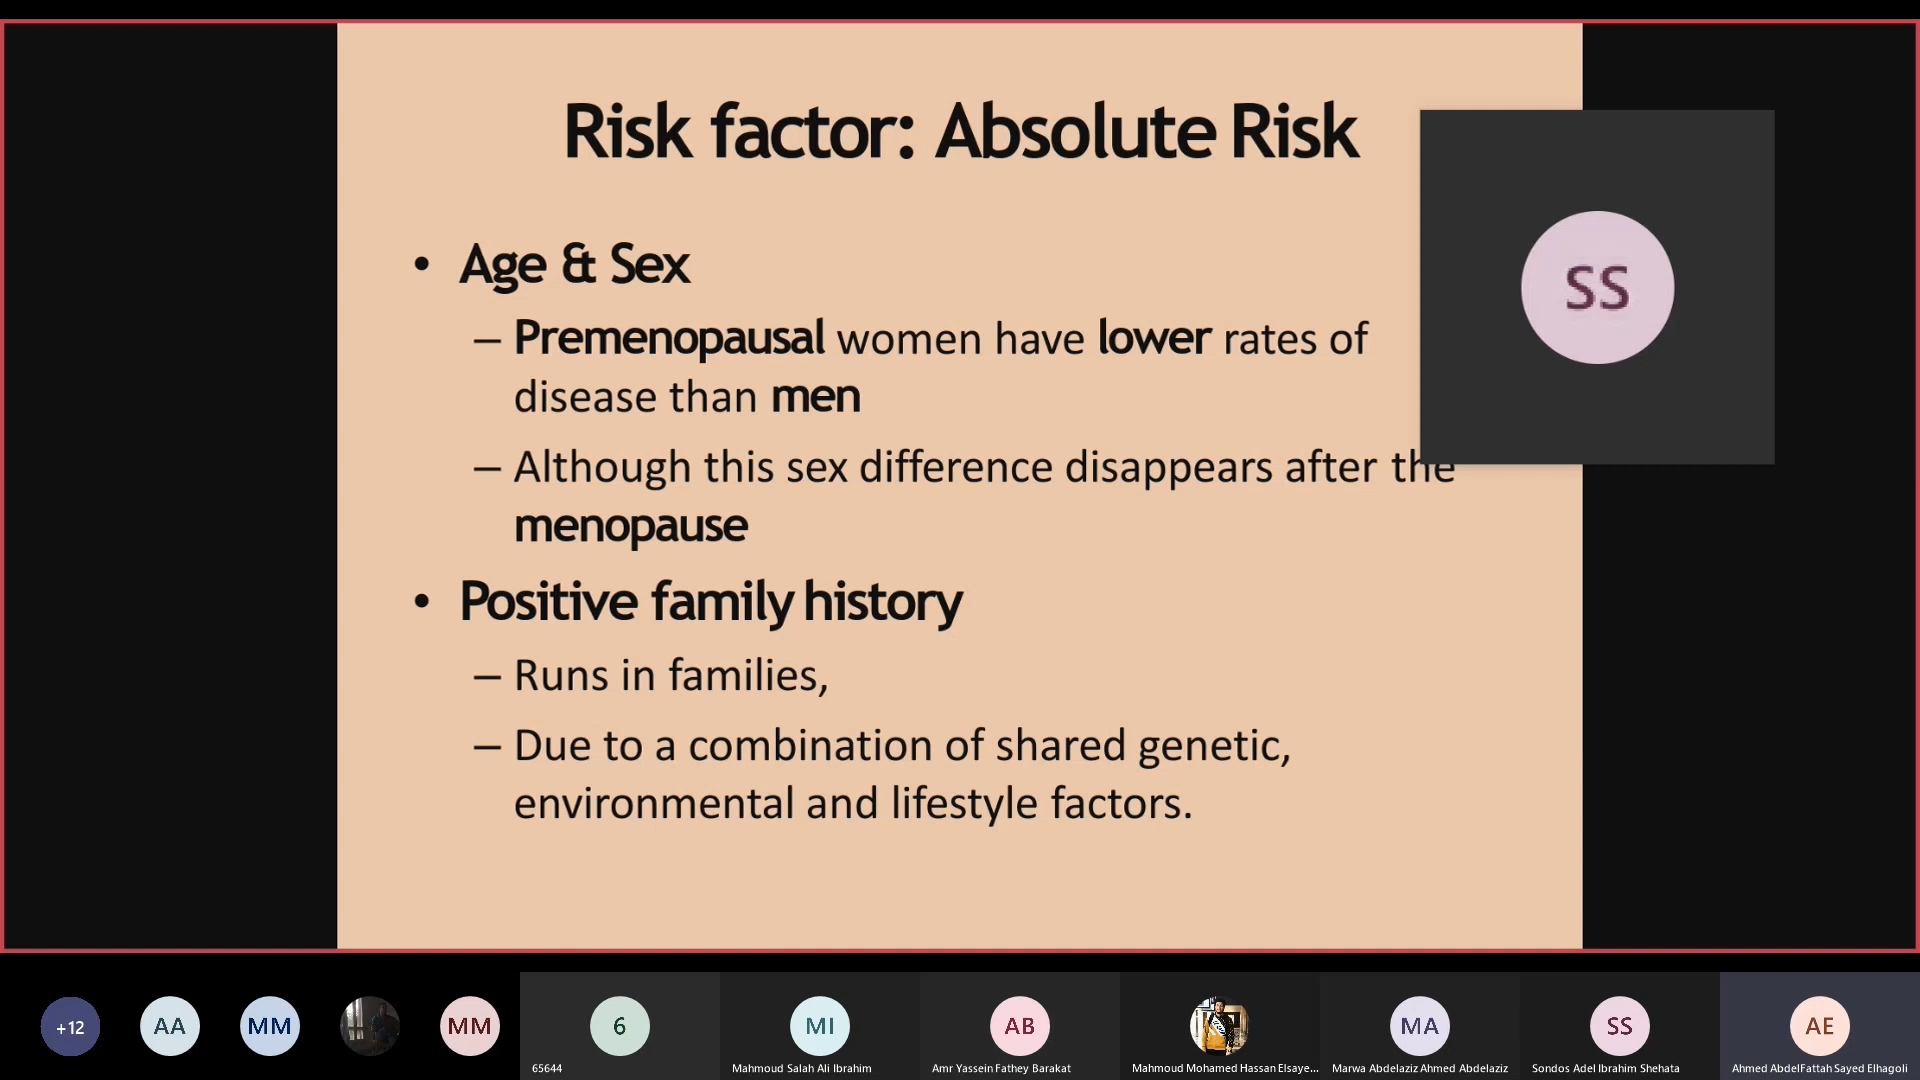 Risk factor: Absolute Risk
SS
• Age & Sex
– Premenopausal women have lower rates of
disease than men
– Although this sex difference disappears after the
menopause
• Positive family history
– Runs in families,
– Due to a combination of shared genetic,
environmental and lifestyle factors.
+12
AA
MM
MM
6
MI
AB
MA
SS
AE
65644
Mahmoud Salah Ali Ibrahim
Amr Yassein Fathey Barakat
Mahmoud Mohamed Hassan Elsaye...
Marwa Abdelaziz Ahmed Abdelaziz
Sondos Adel Ibrahim Shehata
Ahmed AbdelFattah Sayed Elhagoli